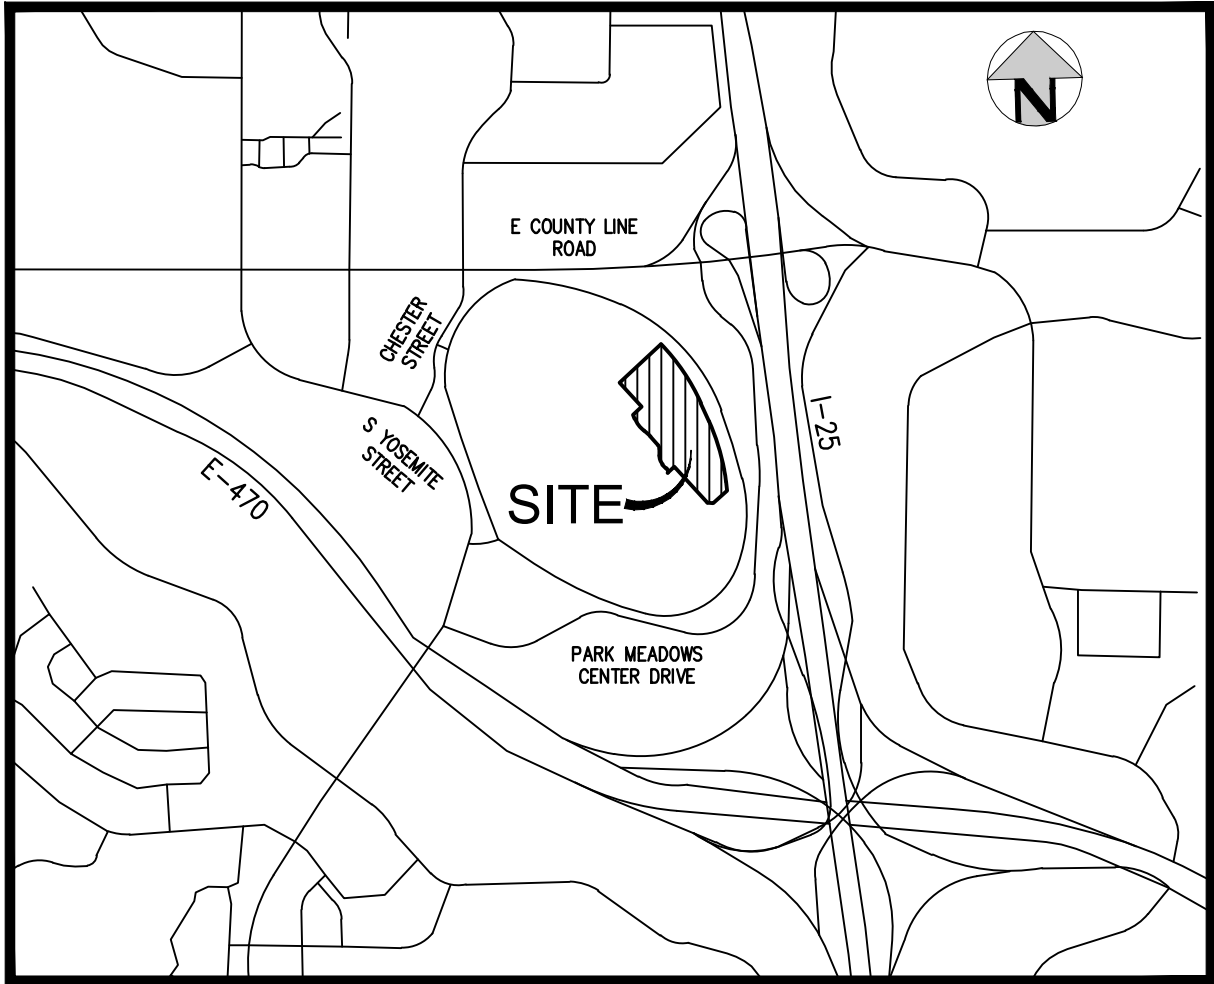 N
E COUNTY LINE
ROAD
CHESTER
STREET
I-25
S YOSEMITE
STREET
E-470
SITE
PARK MEADOWS
CENTER DRIVE